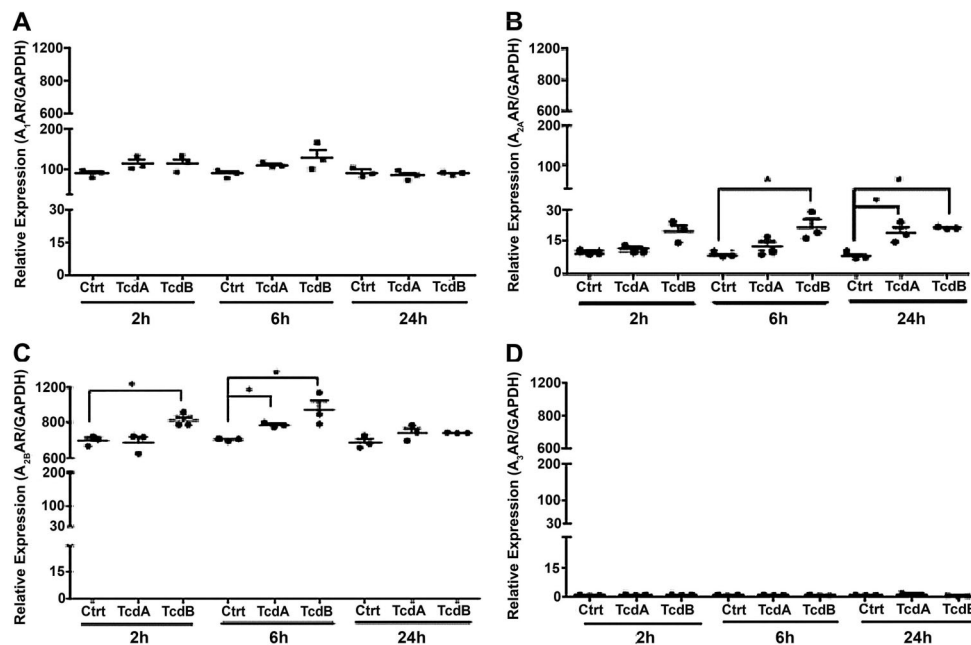 A
Relative Expression (A1AR/GAPDH)
1200
800
600
200
100
30
15
0
Ctrt TcdA TcdB Ctrt TcdA TcdB Ctrt TcdA TcdB
2h 6h 24h
B
Relative Expression (A2AAR/GAPDH)
1200
800
600
200
100
30
15
0
Ctrt TcdA TcdB Ctrt TcdA TcdB Ctrt TcdA TcdB
2h 6h 24h
C
Relative Expression (A2BAR/GAPDH)
1200
800
600
200
100
30
15
0
Ctrt TcdA TcdB Ctrt TcdA TcdB Ctrt TcdA TcdB
2h 6h 24h
D
Relative Expression (A3AR/GAPDH)
1200
800
600
200
100
30
15
0
Ctrt TcdA TcdB Ctrt TcdA TcdB Ctrt TcdA TcdB
2h 6h 24h